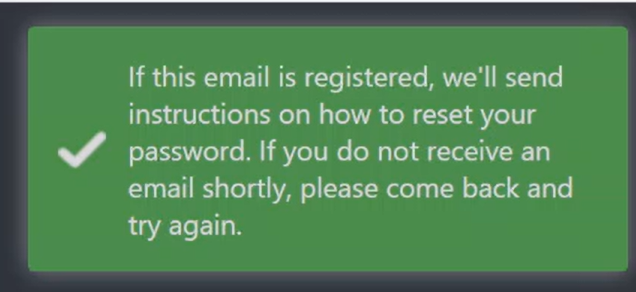 If this email is registered, we'll send
instructions on how to reset your
password. If you do not receive an
email shortly, please come back and
try again.